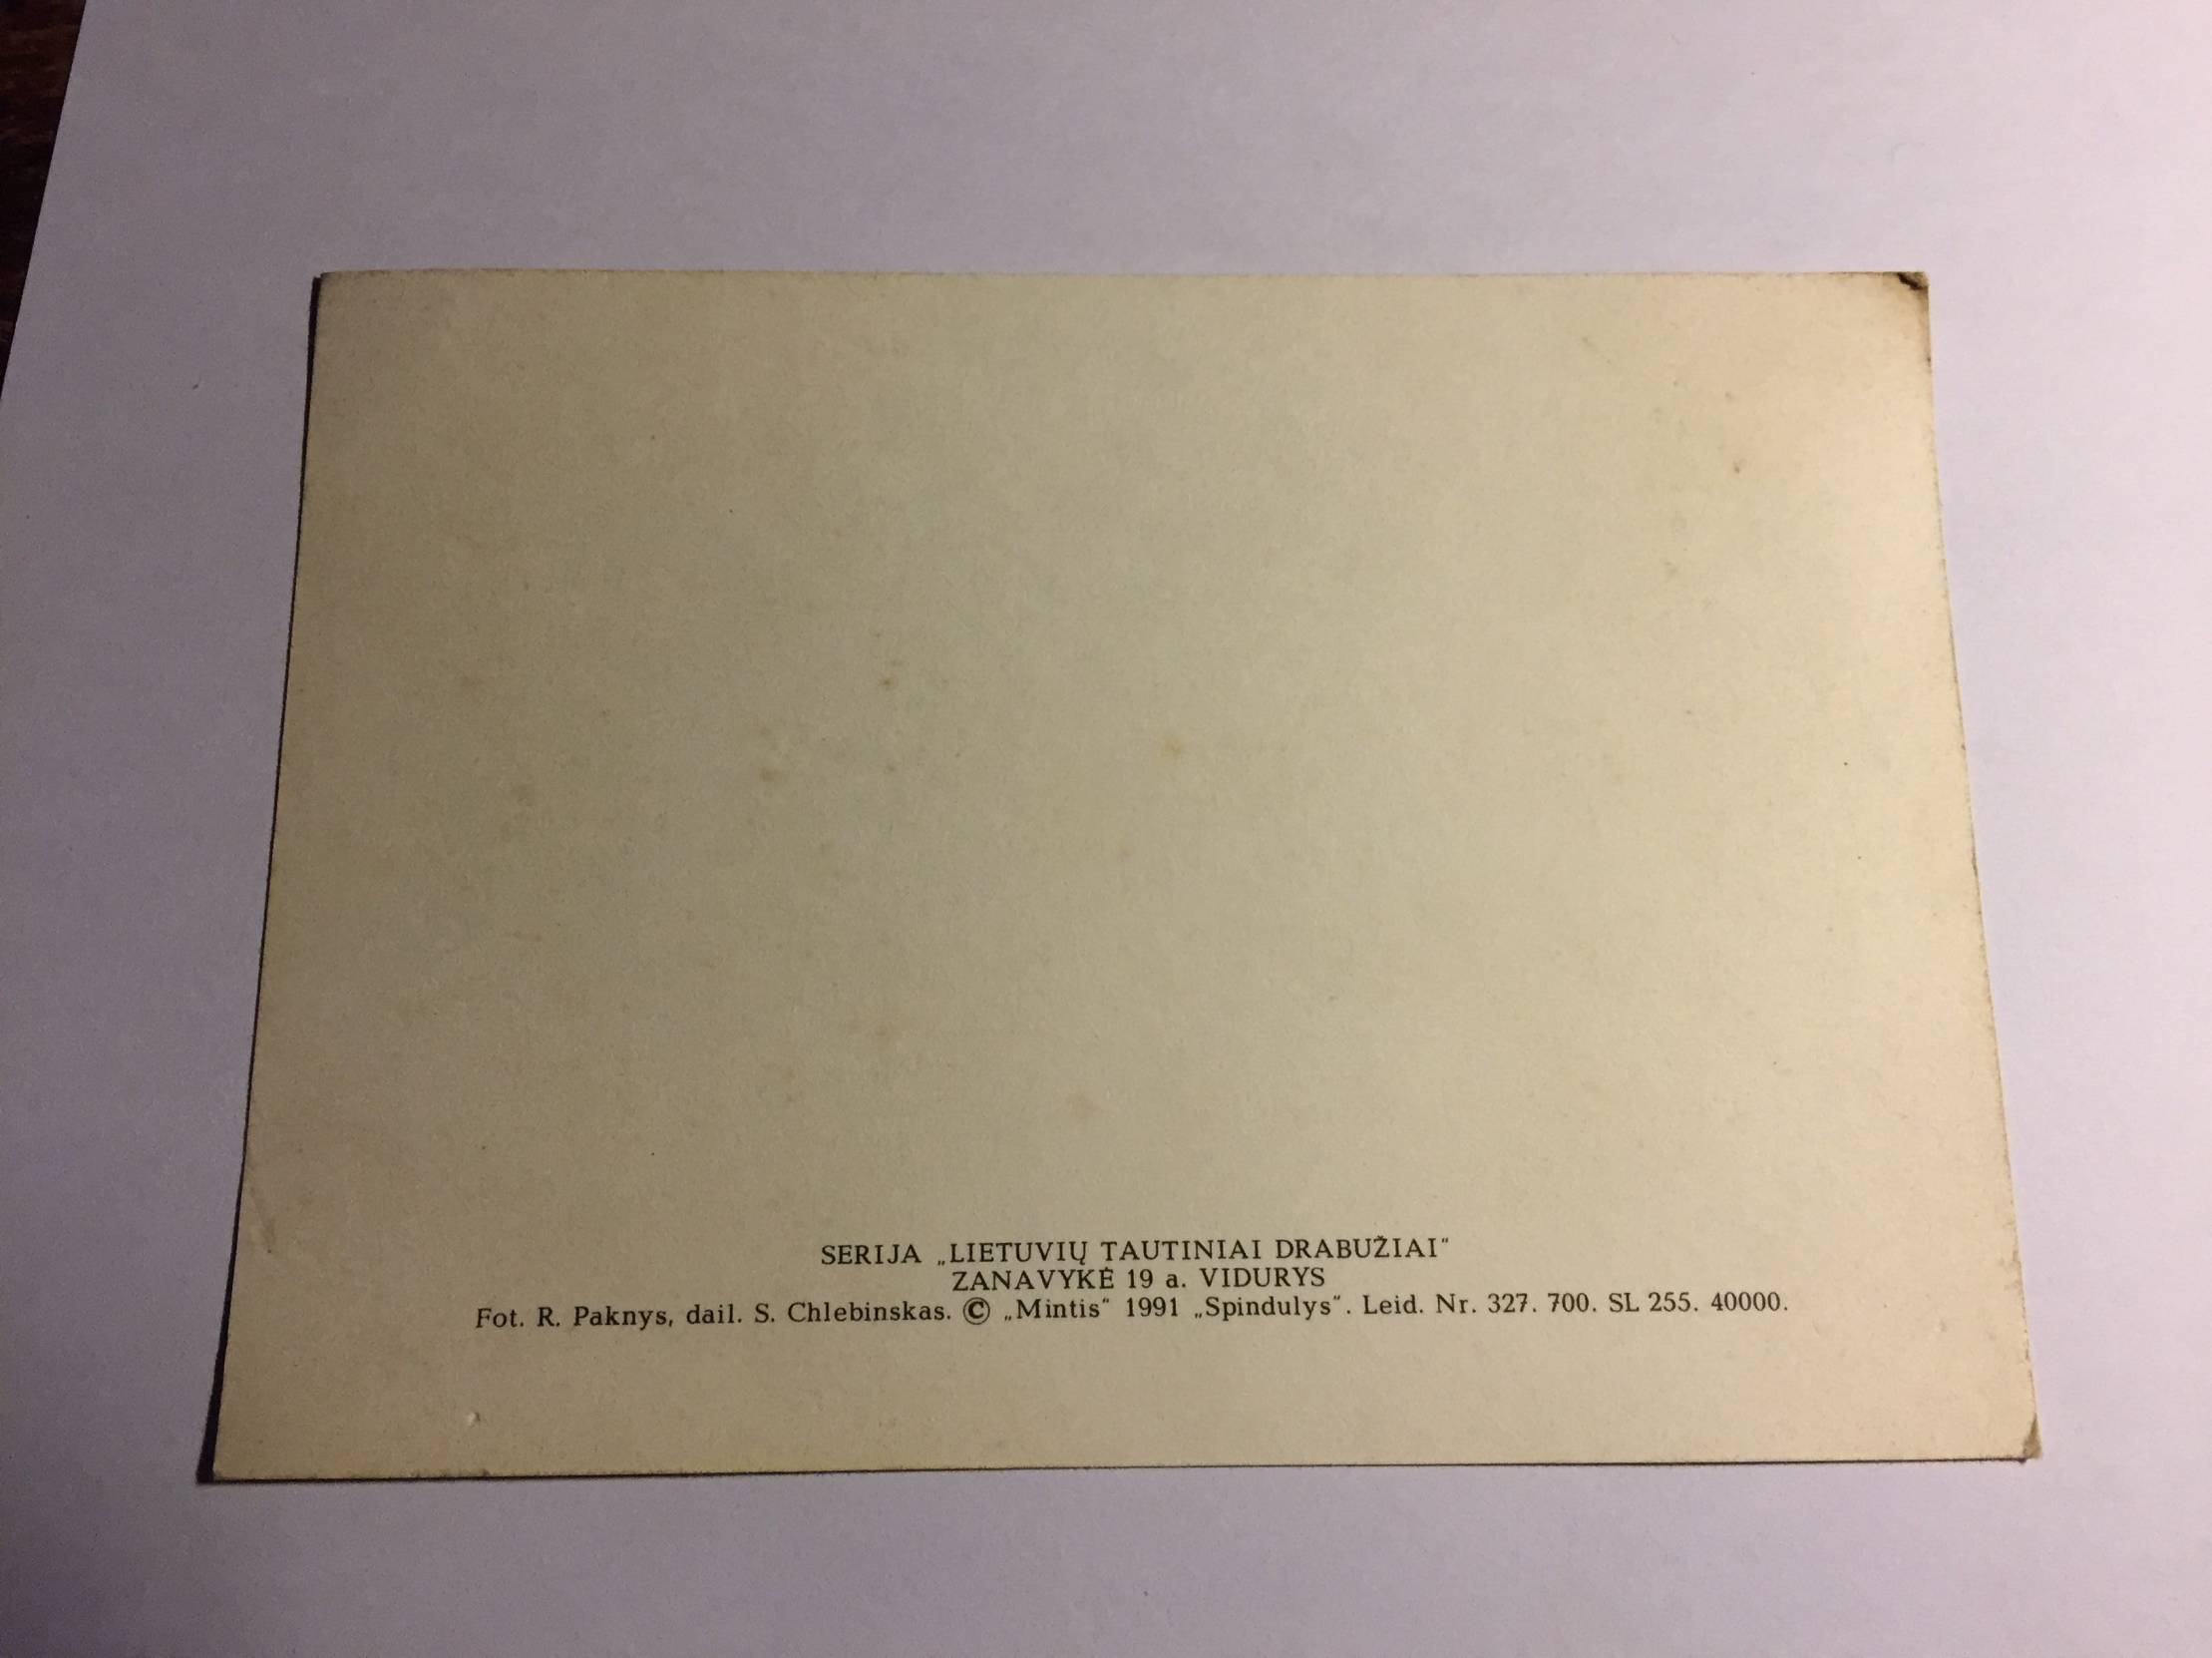 SERIJA „LIETUVIŲ TAUTINIAI DRABUŽIAI“
ZANAVYKĖ 19 a. VIDURYS
Fot. R. Paknys, dail. S. Chlebinskas. © „Mintis“ 1991 „Spindulys“. Leid. Nr. 327. 700. SL 255. 40000.